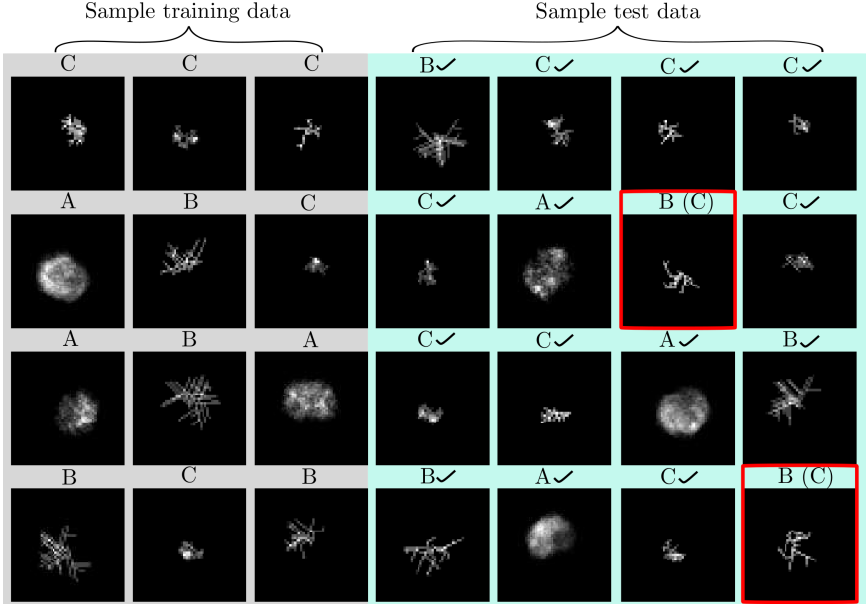 Sample training data Sample test data
C C C B✓ C✓ C✓ C✓
A B C C✓ A✓ B (C) C✓
A B A C✓ C✓ A✓ B✓
B C B B✓ A✓ C✓ B (C)